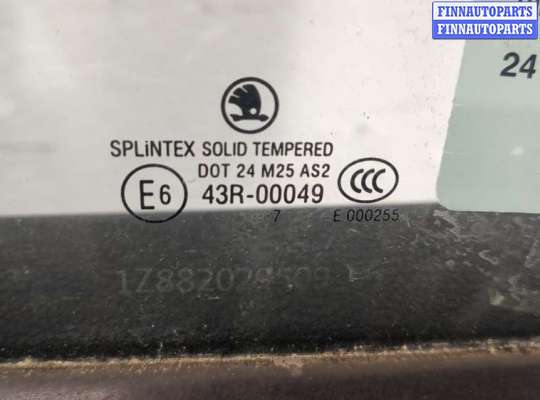 FINNAUTOPARTS
FINNAUTOPARTS
24
SPLiNTEX SOLID TEMPERED
DOT 24 M25 AS2
E6 43R-00049 CCC
7 E 000255